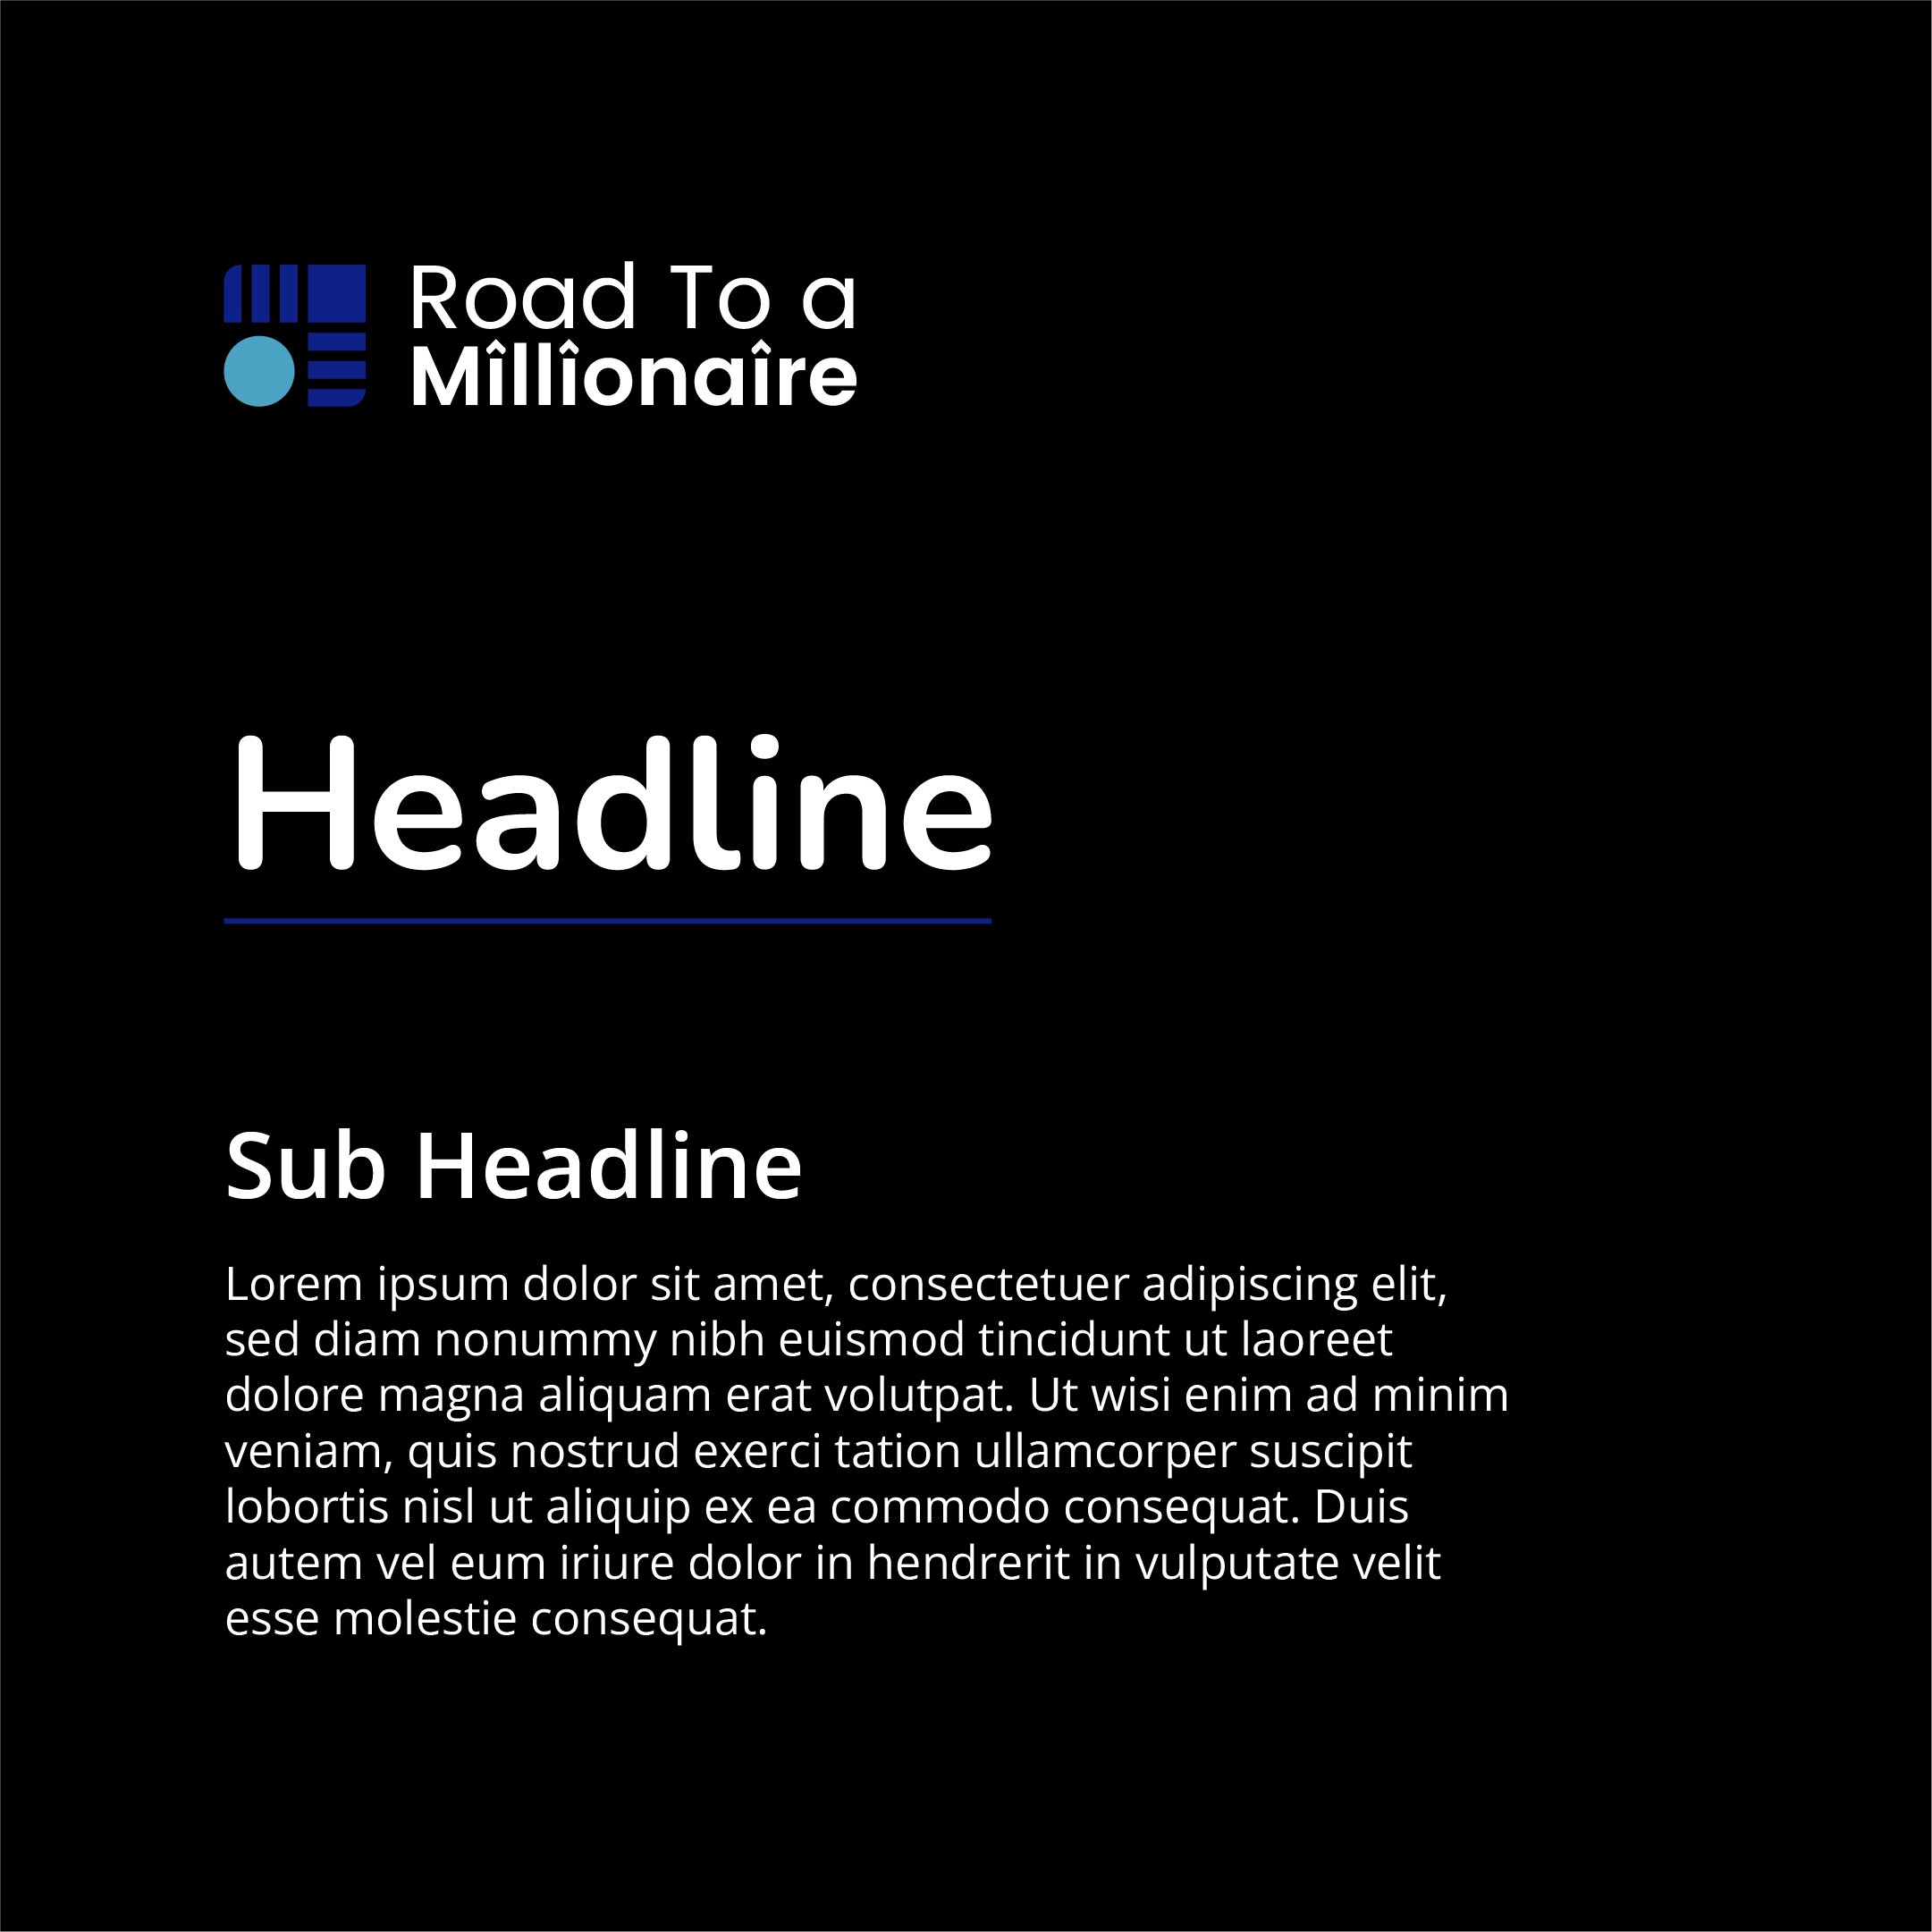 Road To a
Mîllîonaîre
Headline
Sub Headline
Lorem ipsum dolor sit amet, consectetuer adipiscing elit,
sed diam nonummy nibh euismod tincidunt ut laoreet
dolore magna aliquam erat volutpat. Ut wisi enim ad minim
veniam, quis nostrud exerci tation ullamcorper suscipit
lobortis nisl ut aliquip ex ea commodo consequat. Duis
autem vel eum iriure dolor in hendrerit in vulputate velit
esse molestie consequat.